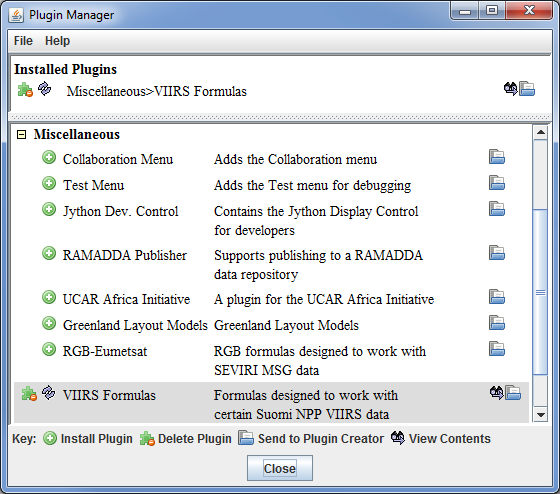 Plugin Manager
File Help
Installed Plugins
Miscellaneous>VIIRS Formulas
Miscellaneous
Collaboration Menu Adds the Collaboration menu
Test Menu Adds the Test menu for debugging
Jython Dev. Control Contains the Jython Display Control
for developers
RAMADDA Publisher Supports publishing to a RAMADDA
data repository
UCAR Africa Initiative A plugin for the UCAR Africa Initiative
Greenland Layout Models Greenland Layout Models
RGB-Eumetsat RGB formulas designed to work with
SEVIRI MSG data
VIIRS Formulas Formulas designed to work with
certain Suomi NPP VIIRS data
Key: Install Plugin Delete Plugin Send to Plugin Creator View Contents
Close